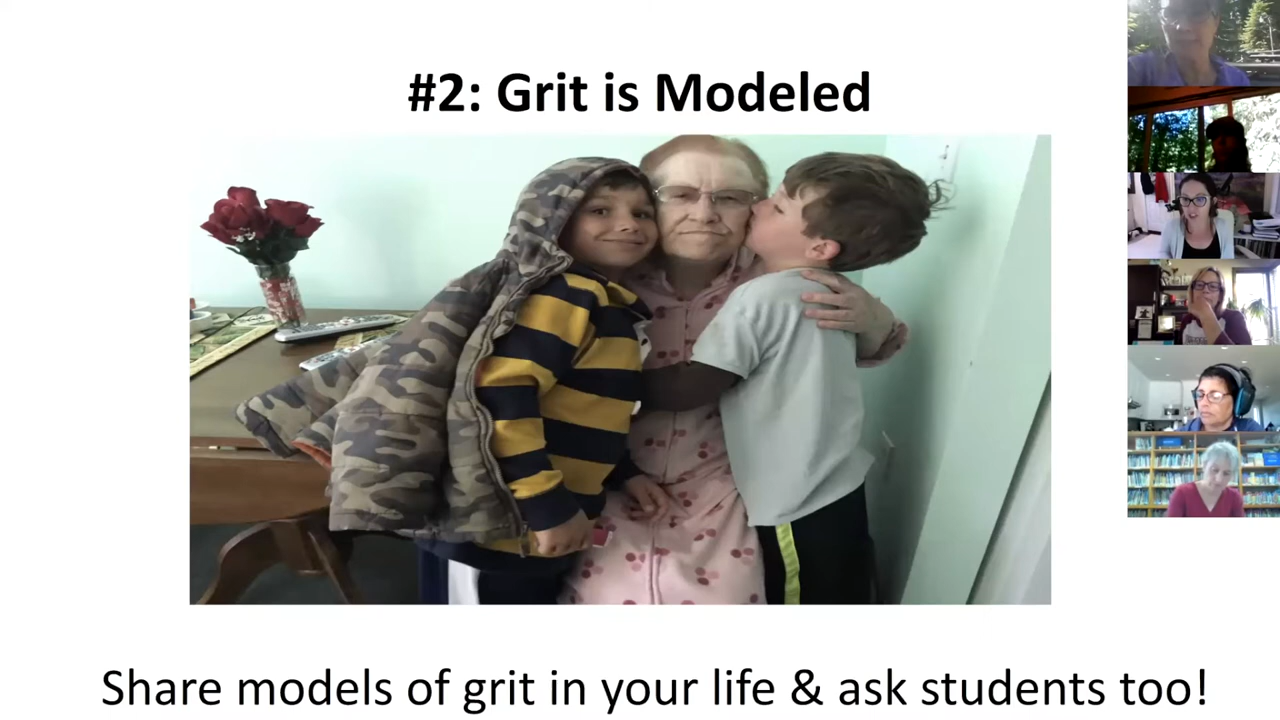 #2: Grit is Modeled
Share models of grit in your life & ask students too!